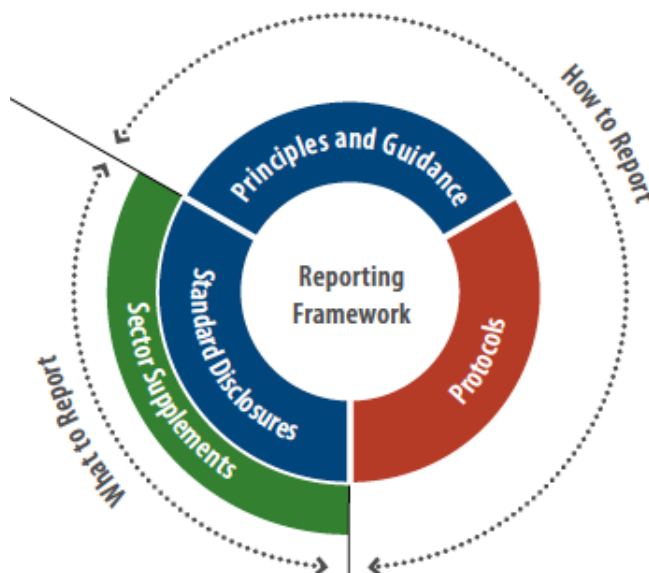 Principles and Guidance
How to Report
Reporting
Framework
Standard Disclosures
Sector Supplements
Protocols
What to Report